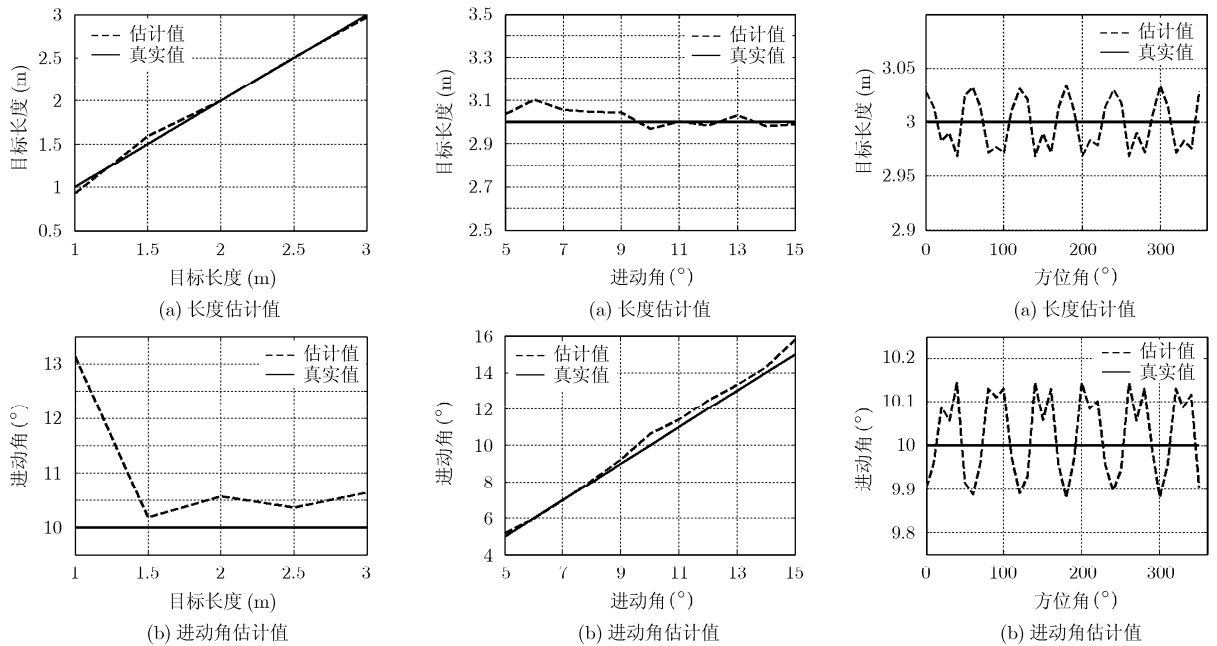 3
2.5
2
1.5
1
0.5
目标长度 (m)
估计值
真实值
1
1.5
2
2.5
3
目标长度 (m)
(a) 长度估计值
3.5
3.3
3.1
2.9
2.7
2.5
目标长度 (m)
估计值
真实值
5
7
9
11
13
15
进动角 (°)
(a) 长度估计值
3.1
3.05
3
2.95
2.9
目标长度 (m)
估计值
真实值
0
100
200
300
方位角 (°)
(a) 长度估计值
13
12
11
10
进动角 (°)
估计值
真实值
1
1.5
2
2.5
3
目标长度 (m)
(b) 进动角估计值
16
14
12
10
8
6
4
进动角 (°)
估计值
真实值
5
7
9
11
13
15
进动角 (°)
(b) 进动角估计值
10.2
10.1
10
9.9
9.8
进动角 (°)
估计值
真实值
0
100
200
300
方位角 (°)
(b) 进动角估计值